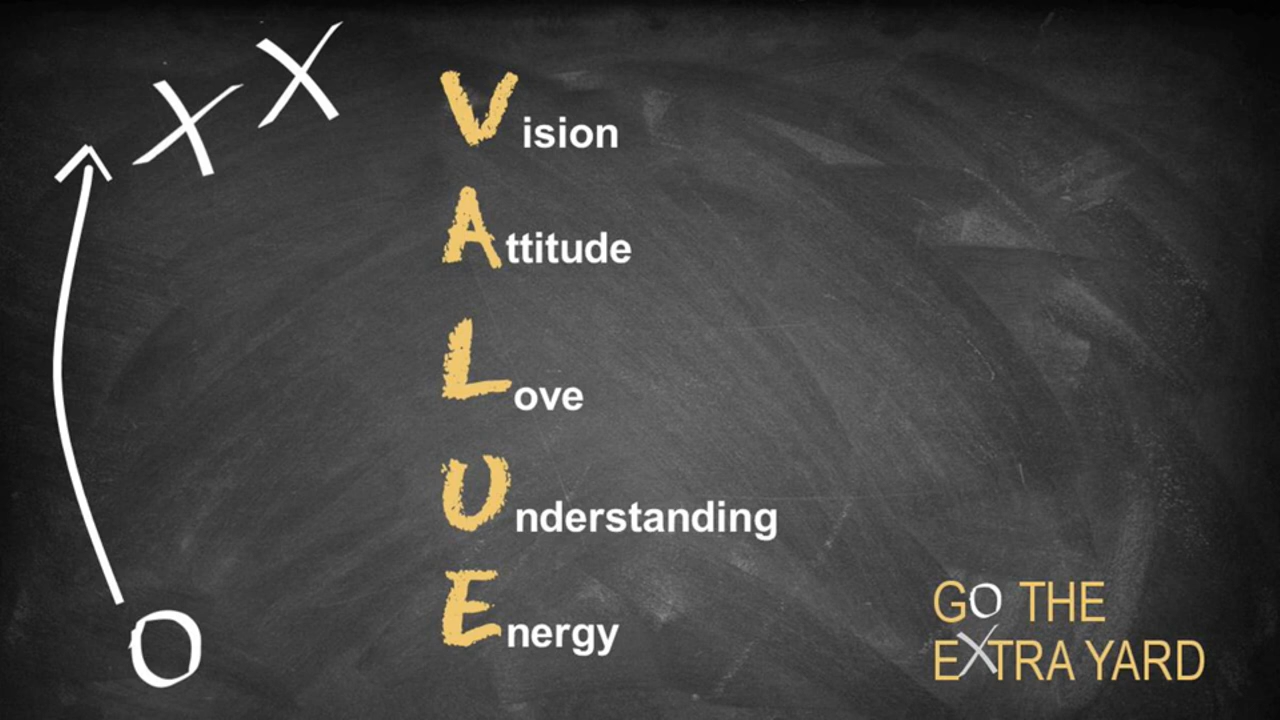 X X
Vision
Attitude
Love
Understanding
Energy
O
GO THE
EXTRA YARD